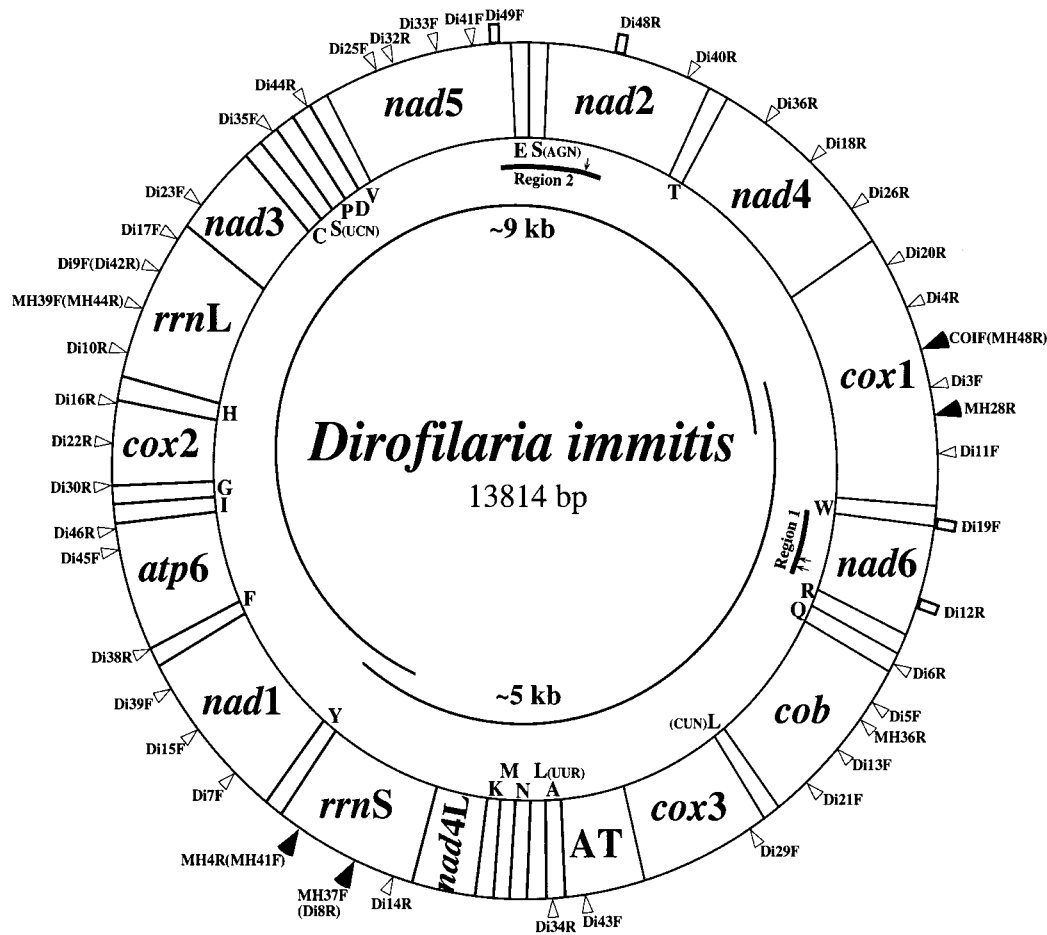 Di49F
Di41F
Di33F
Di32R
Di25F
Di44R
Di35F
Di23F
Di17F
Di9F(Di42R)
MH39F(MH44R)
Di10R
Di16R
Di22R
Di30R
Di46R
Di45F
Di38R
Di39F
Di15F
Di7F
MH4R(MH41F)
MH37F
(Di8R)
Di14R
Di34R
Di43F
Di29F
Di21F
Di13F
MH36R
Di5F
Di6R
Di12R
Di19F
Di11F
MH28R
Di3F
COIF(MH48R)
Di4R
Di20R
Di26R
Di18R
Di36R
Di40R
Di48R
nad5
nad2
nad4
cox1
nad6
cob
cox3
AT
nad4L
rrnS
nad1
atp6
cox2
rrnL
nad3
E S(AGN)
Region 2
T
W
Region 1
R
Q
(CUN)L
L(UUR)
A
N
M
K
Y
F
I
G
H
C
S(UCN)
P
D
V
~9 kb
Dirofilaria immitis
13814 bp
~5 kb